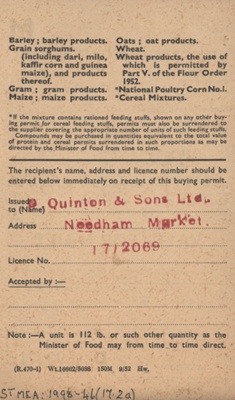 Barley; barley products.
Grain sorghums.
(including dari, milo, kaffir corn and guinea maize), and products thereof.
Gram; gram products.
Maize; maize products.
Oats; oat products.
Wheat.
Wheat products, the use of which is permitted by Part V. of the Flour Order 1952.
*National Poultry Corn No.1.
*Cereal Mixtures.
*If the mixture contains rationed feeding stuffs, shown on any other buy-
ing permit for cereal feeding stuffs, permits must also be surrendered to
the supplier covering the appropriate number of units of such feeding stuffs.
Compounds may be purchased in quantities equivalent to the total value
of protein and cereal permits surrendered in such proportions as may be
directed by the Minister of Food from time to time.
The recipient's name, address and licence number should be
entered below immediately on receipt of this buying permit.
Issued to (Name) Quinton & Sons Ltd.
Address Needham Market.
17/2069
Licence No.
Accepted by :—
Note :—A unit is 112 lb. or such other quantity as the
Minister of Food may from time to time direct.
(R.470-1) Wt.16662/5688 150M 9/52 Hw.
STMEA:1998-46(17.2a)